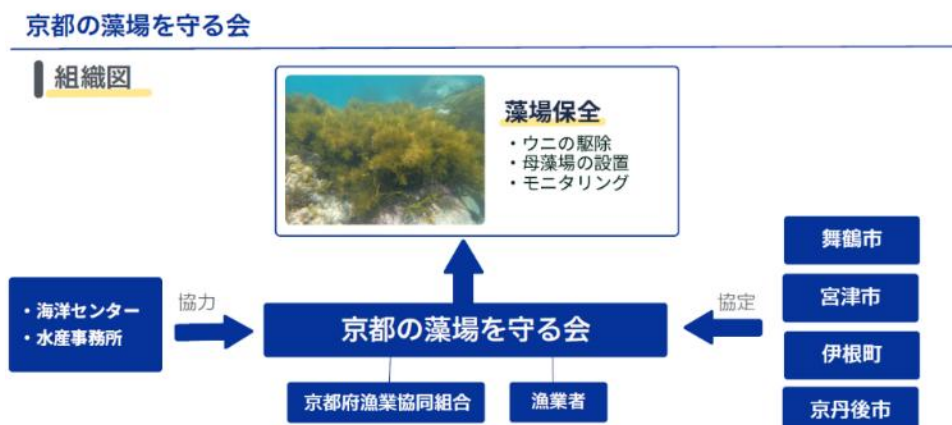 京都の藻場を守る会
組織図
藻場保全
・ウニの駆除
・母藻場の設置
・モニタリング
・海洋センター
・水産事務所
協力
京都の藻場を守る会
京都府漁業協同組合
漁業者
協定
舞鶴市
宮津市
伊根町
京丹後市